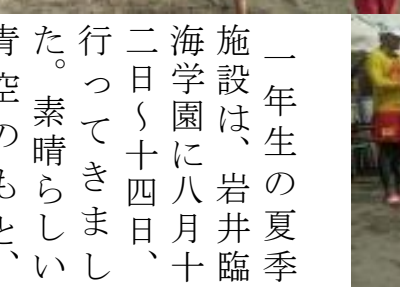 一年生の夏季
施設は、岩井臨
海学園に八月十
二日～十四日、
行ってきまし
た。素晴らしい
青空のもと、